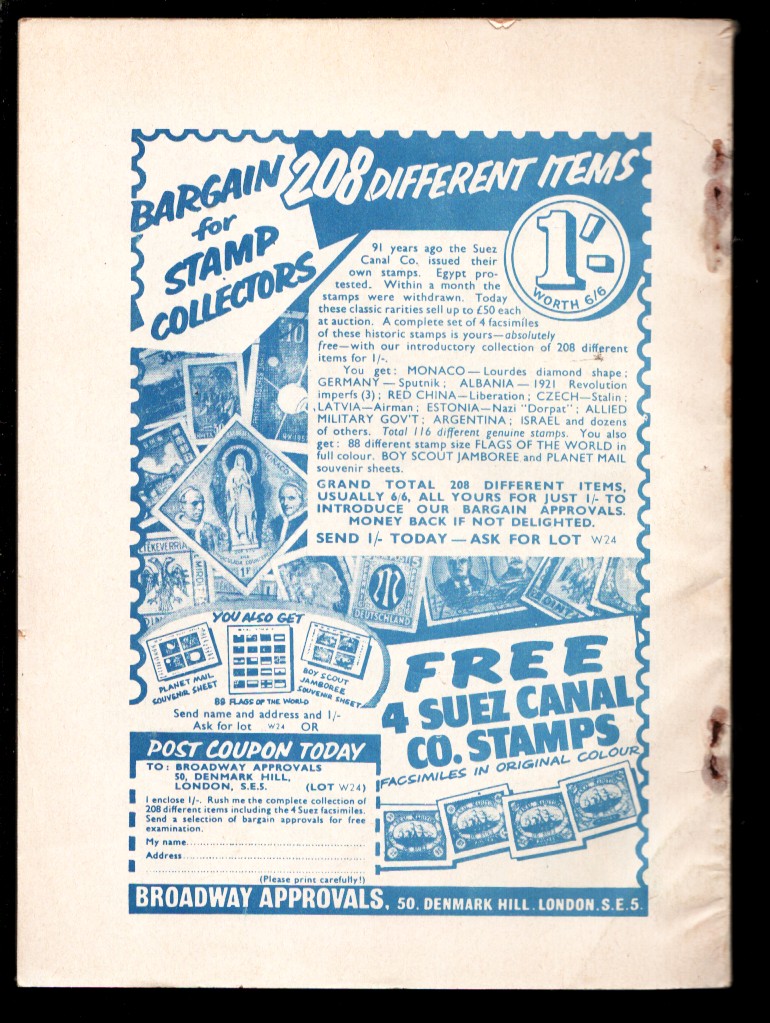 BARGAIN
for
STAMP
COLLECTORS
208 DIFFERENT ITEMS
1'-
WORTH 6/6
91 years ago the Suez
Canal Co. issued their
own stamps. Egypt pro-
tested. Within a month the
stamps were withdrawn. Today
these classic rarities sell up to £50 each
at auction. A complete set of 4 facsimiles
of these historic stamps is yours—absolutely
free—with our introductory collection of 208 different
items for 1/-.
You get: MONACO—Lourdes diamond shape;
GERMANY—Sputnik; ALBANIA—1921 Revolution
imperfs (3); RED CHINA—Liberation; CZECH—Stalin;
LATVIA—Airman; ESTONIA—Nazi "Dorpat"; ALLIED
MILITARY GOV'T; ARGENTINA; ISRAEL and dozens
of others. Total 116 different genuine stamps. You also
get: 88 different stamp size FLAGS OF THE WORLD in
full colour. BOY SCOUT JAMBOREE and PLANET MAIL
souvenir sheets.
GRAND TOTAL 208 DIFFERENT ITEMS,
USUALLY 6/6, ALL YOURS FOR JUST 1/- TO
INTRODUCE OUR BARGAIN APPROVALS.
MONEY BACK IF NOT DELIGHTED.
SEND 1/- TODAY—ASK FOR LOT W24
MONACO
1F
DEUTSCHLAND
YOU ALSO GET
PLANET MAIL
SOUVENIR SHEET
88 FLAGS OF THE WORLD
BOY SCOUT
JAMBOREE
SOUVENIR SHEET
Send name and address and 1/-
Ask for lot W24 OR
POST COUPON TODAY
TO: BROADWAY APPROVALS
50, DENMARK HILL,
LONDON, S.E.5. (LOT W24)
I enclose 1/-. Rush me the complete collection of
208 different items including the 4 Suez facsimiles.
Send a selection of bargain approvals for free
examination.
My name
Address
(Please print carefully!)
FREE
4 SUEZ CANAL
CO. STAMPS
FACSIMILES IN ORIGINAL COLOUR
BROADWAY APPROVALS, 50. DENMARK HILL. LONDON. S.E.5.